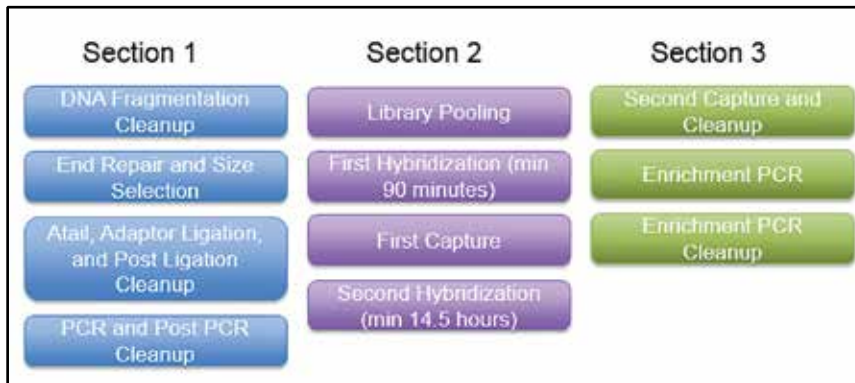 Section 1
DNA Fragmentation
Cleanup
End Repair and Size
Selection
Atail, Adaptor Ligation,
and Post Ligation
Cleanup
PCR and Post PCR
Cleanup
Section 2
Library Pooling
First Hybridization (min
90 minutes)
First Capture
Second Hybridization
(min 14.5 hours)
Section 3
Second Capture and
Cleanup
Enrichment PCR
Enrichment PCR
Cleanup